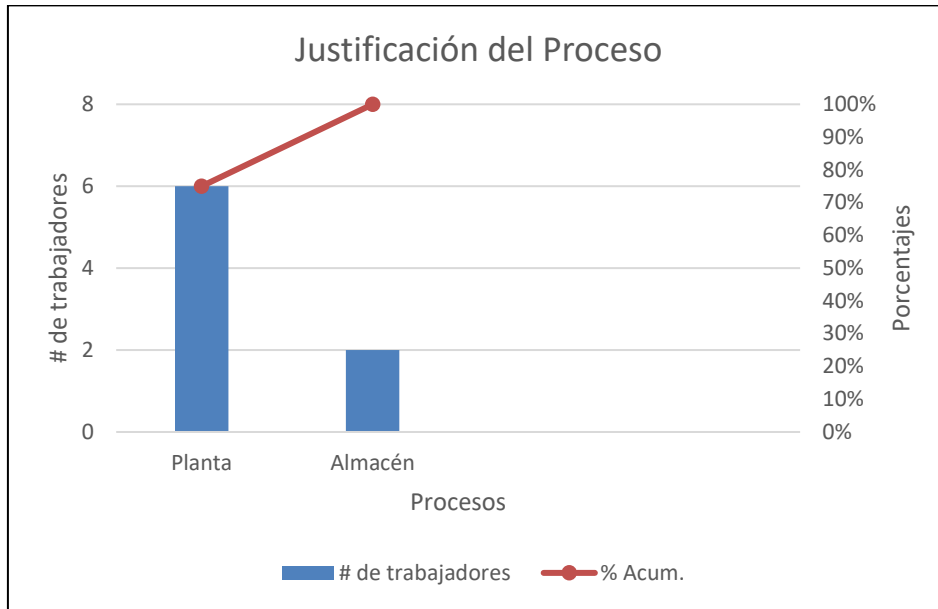 Justificación del Proceso
# de trabajadores
8
6
4
2
0
100%
90%
80%
70%
60%
50%
40%
30%
20%
10%
0%
Porcentajes
Planta
Almacén
Procesos
# de trabajadores
% Acum.